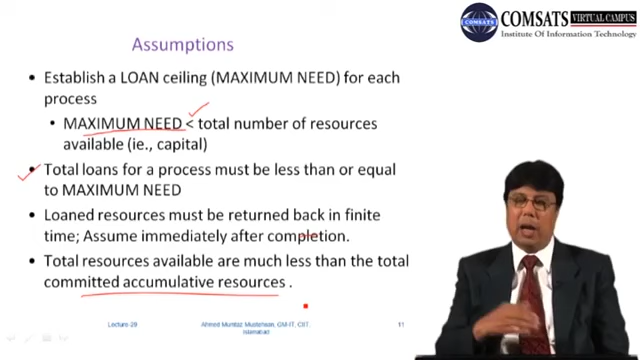 COMSATS VIRTUAL CAMPUS
Institute Of Information Technology
Assumptions
• Establish a LOAN ceiling (MAXIMUM NEED) for each
process
• MAXIMUM NEED < total number of resources
available (ie., capital)
• Total loans for a process must be less than or equal
to MAXIMUM NEED
• Loaned resources must be returned back in finite
time; Assume immediately after completion.
• Total resources available are much less than the total
committed accumulative resources .
Lecture-29
Ahmed Mumtaz Mustehsan, GM-IT, CIIT,
Islamabad
11